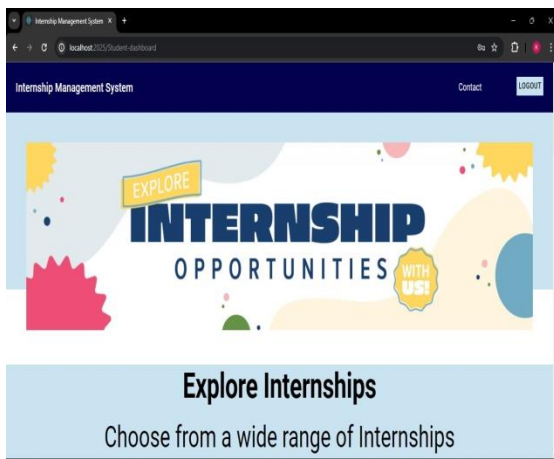 Internship Management System
localhost:2025/Student-dashboard
Internship Management System
Contact
LOGOUT
EXPLORE
INTERNSHIP
OPPORTUNITIES
WITH
US!
Explore Internships
Choose from a wide range of Internships